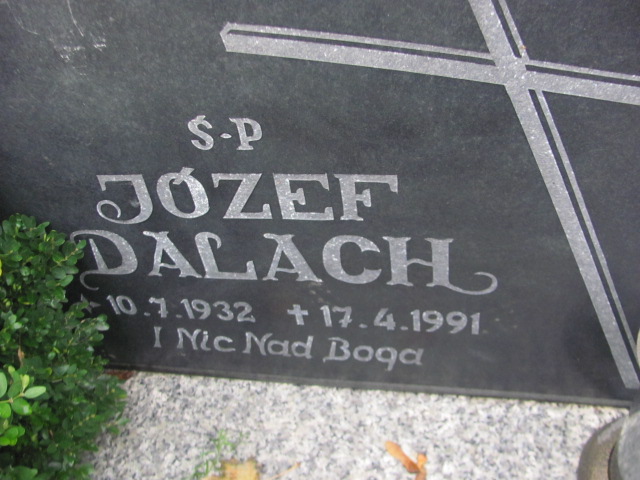 Ś.P
JÓZEF
DALACH
+ 10.7.1932 + 17.4.1991
I Nic Nad Boga